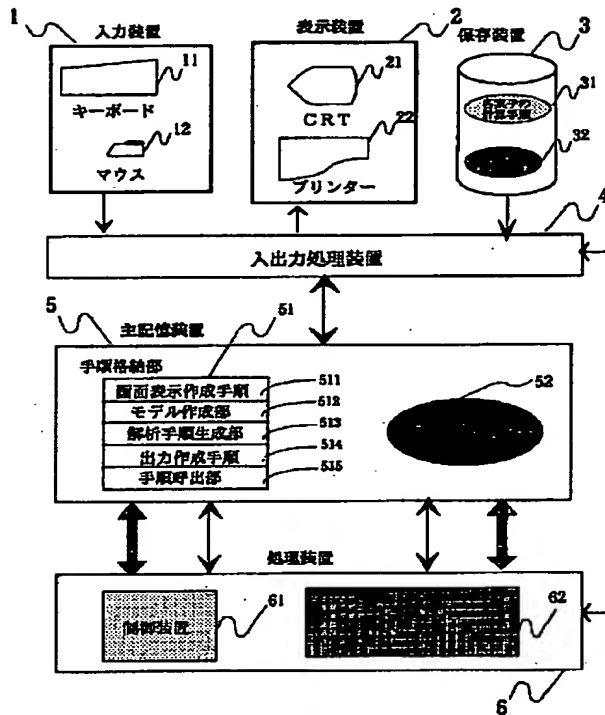 1
入力装置
11
キーボード
12
マウス
表示装置
2
21
CRT
22
プリンター
保存装置
3
31
計算手順
32
4
入出力処理装置
5
主記憶装置
51
手順格納部
画面表示作成手順
511
モデル作成部
512
解析手順生成部
513
出力作成手順
514
手順呼出部
515
52
処理装置
制御装置
61
62
6